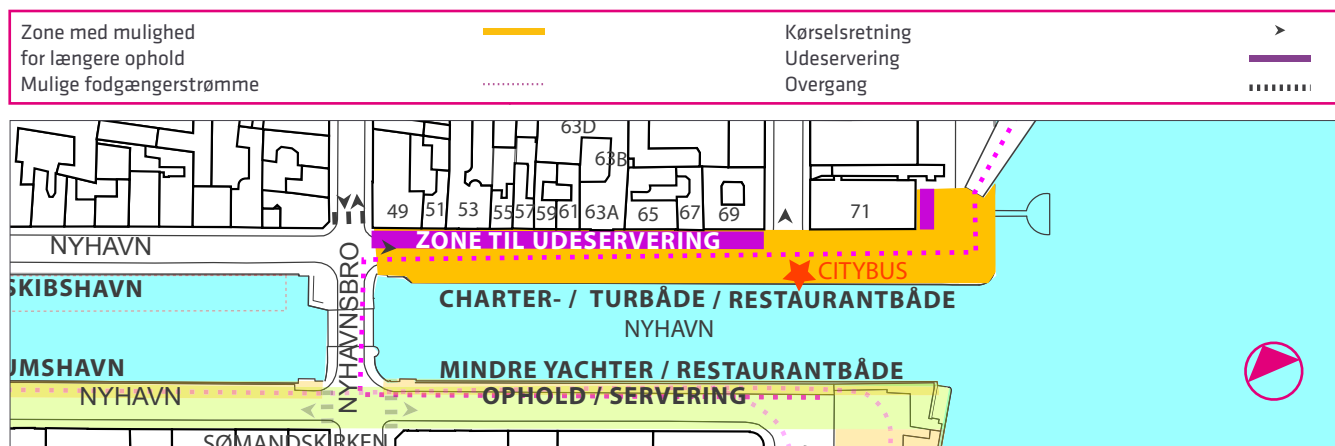 Zone med mulighed
for længere ophold
Mulige fodgængerstrømme
Kørselsretning
Udeservering
Overgang
63D
63B
49 51 53 55 57 59 61 63A 65 67 69 71
NYHAVN
ZONE TIL UDESERVERING
NYHAVNSBRO
CITYBUS
SKIBSHAVN
CHARTER- / TURBÅDE / RESTAURANTBÅDE
NYHAVN
UMSHAVN
MINDRE YACHTER / RESTAURANTBÅDE
NYHAVN
OPHOLD / SERVERING
SØMANDSKIRKEN